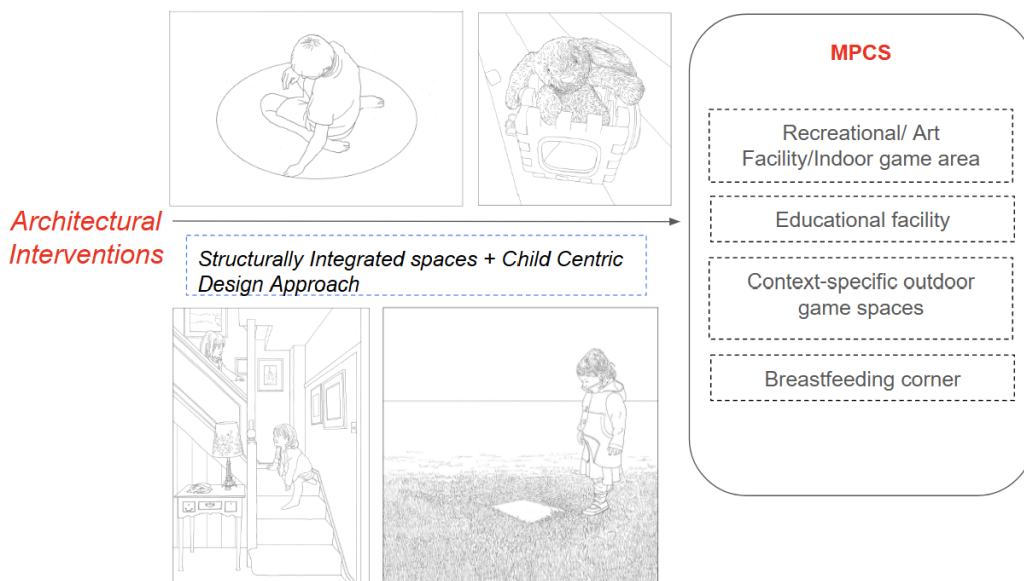 Architectural
Interventions
Structurally Integrated spaces + Child Centric
Design Approach
MPCS
Recreational/ Art
Facility/Indoor game area
Educational facility
Context-specific outdoor
game spaces
Breastfeeding corner